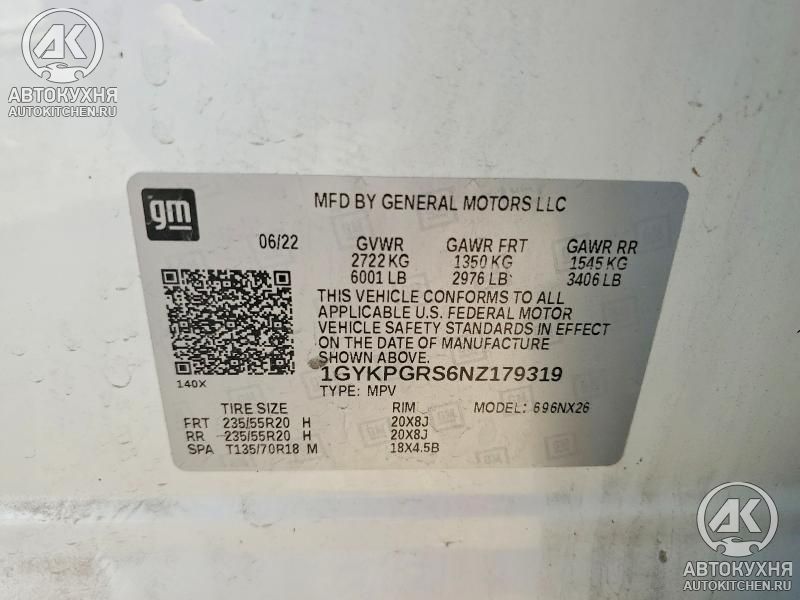 АК
АВТОКУХНЯ
AUTOKITCHEN.RU
gm
MFD BY GENERAL MOTORS LLC
06/22 GVWR GAWR FRT GAWR RR
2722 KG 1350 KG 1545 KG
6001 LB 2976 LB 3406 LB
THIS VEHICLE CONFORMS TO ALL
APPLICABLE U.S. FEDERAL MOTOR
VEHICLE SAFETY STANDARDS IN EFFECT
ON THE DATE OF MANUFACTURE
SHOWN ABOVE.
140X
1GYKPGRS6NZ179319
TYPE: MPV
TIRE SIZE RIM MODEL: 696NX26
FRT 235/55R20 H 20X8J
RR 235/55R20 H 20X8J
SPA T135/70R18 M 18X4.5B
АК
АВТОКУХНЯ
AUTOKITCHEN.RU